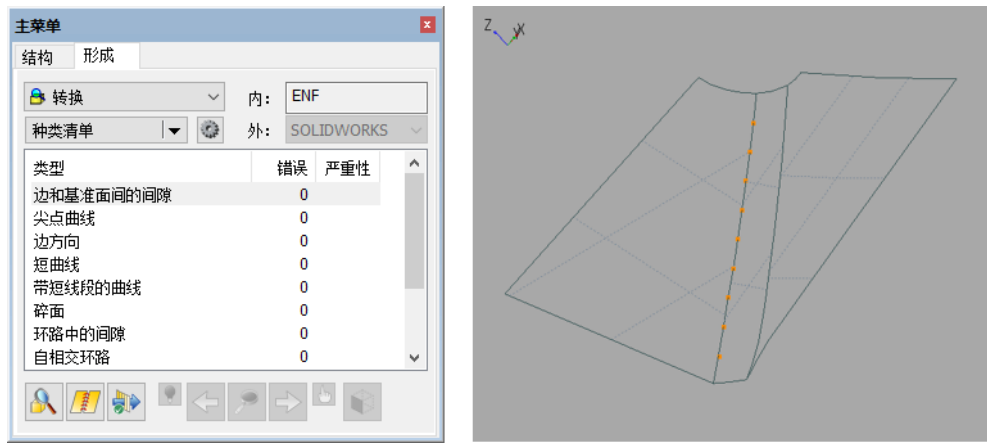 主菜单
结构 形成
转换 内: ENF
种类清单 外: SOLIDWORKS
类型 错误 严重性
边和基准面间的间隙 0
尖点曲线 0
边方向 0
短曲线 0
带短线段的曲线 0
碎面 0
环路中的间隙 0
自相交环路 0
Z Y X